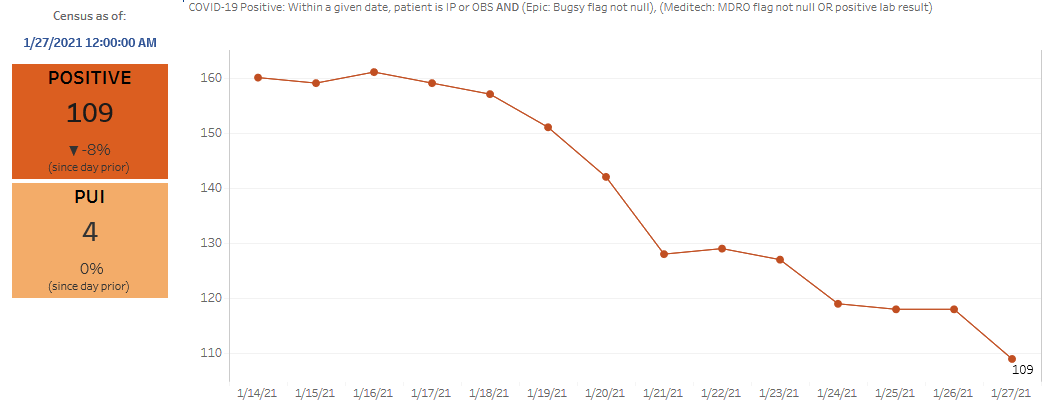 COVID-19 Positive: Within a given date, patient is IP or OBS AND (Epic: Bugsy flag not null), (Meditech: MDRO flag not null OR positive lab result)
Census as of:
1/27/2021 12:00:00 AM
POSITIVE
109
▼-8%
(since day prior)
PUI
4
0%
(since day prior)
160
150
140
130
120
110
109
1/14/21 1/15/21 1/16/21 1/17/21 1/18/21 1/19/21 1/20/21 1/21/21 1/22/21 1/23/21 1/24/21 1/25/21 1/26/21 1/27/21